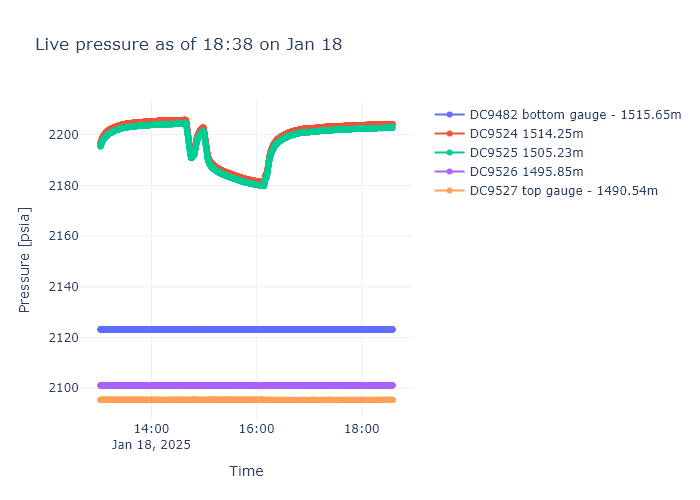 Live pressure as of 18:38 on Jan 18
DC9482 bottom gauge - 1515.65m
DC9524 1514.25m
DC9525 1505.23m
DC9526 1495.85m
DC9527 top gauge - 1490.54m
Pressure [psia]
2200
2180
2160
2140
2120
2100
14:00
Jan 18, 2025
16:00
18:00
Time